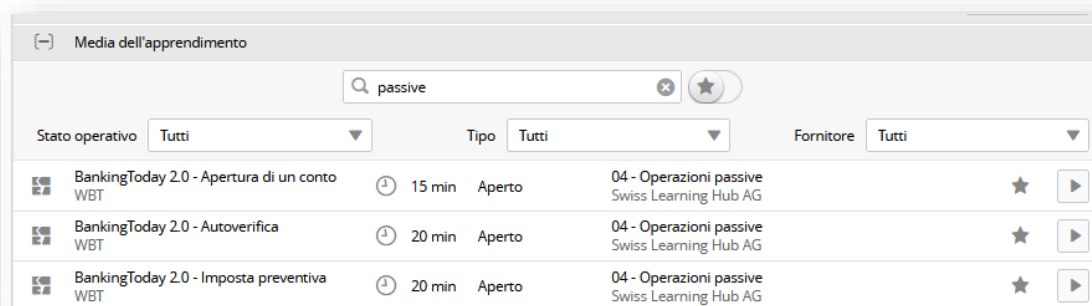 [-] Media dell'apprendimento
passive
Stato operativo Tutti Tipo Tutti Fornitore Tutti
BankingToday 2.0 - Apertura di un conto 15 min Aperto 04 - Operazioni passive
WBT Swiss Learning Hub AG
BankingToday 2.0 - Autoverifica 20 min Aperto 04 - Operazioni passive
WBT Swiss Learning Hub AG
BankingToday 2.0 - Imposta preventiva 20 min Aperto 04 - Operazioni passive
WBT Swiss Learning Hub AG